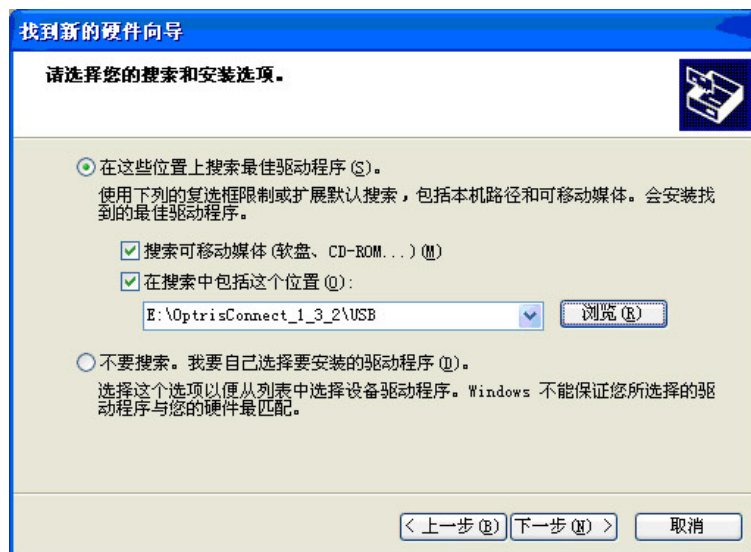 找到新的硬件向导
请选择您的搜索和安装选项。
在这些位置上搜索最佳驱动程序(S)。
使用下列的复选框限制或扩展默认搜索，包括本机路径和可移动媒体。会安装找
到的最佳驱动程序。
搜索可移动媒体(软盘、CD-ROM...)(M)
在搜索中包括这个位置(O):
E:\OptrisConnect_1_3_2\USB
浏览(R)
不要搜索。我要自己选择要安装的驱动程序(D)。
选择这个选项以便从列表中选择设备驱动程序。Windows 不能保证您所选择的驱
动程序与您的硬件最匹配。
< 上一步(B) 下一步(N) > 取消